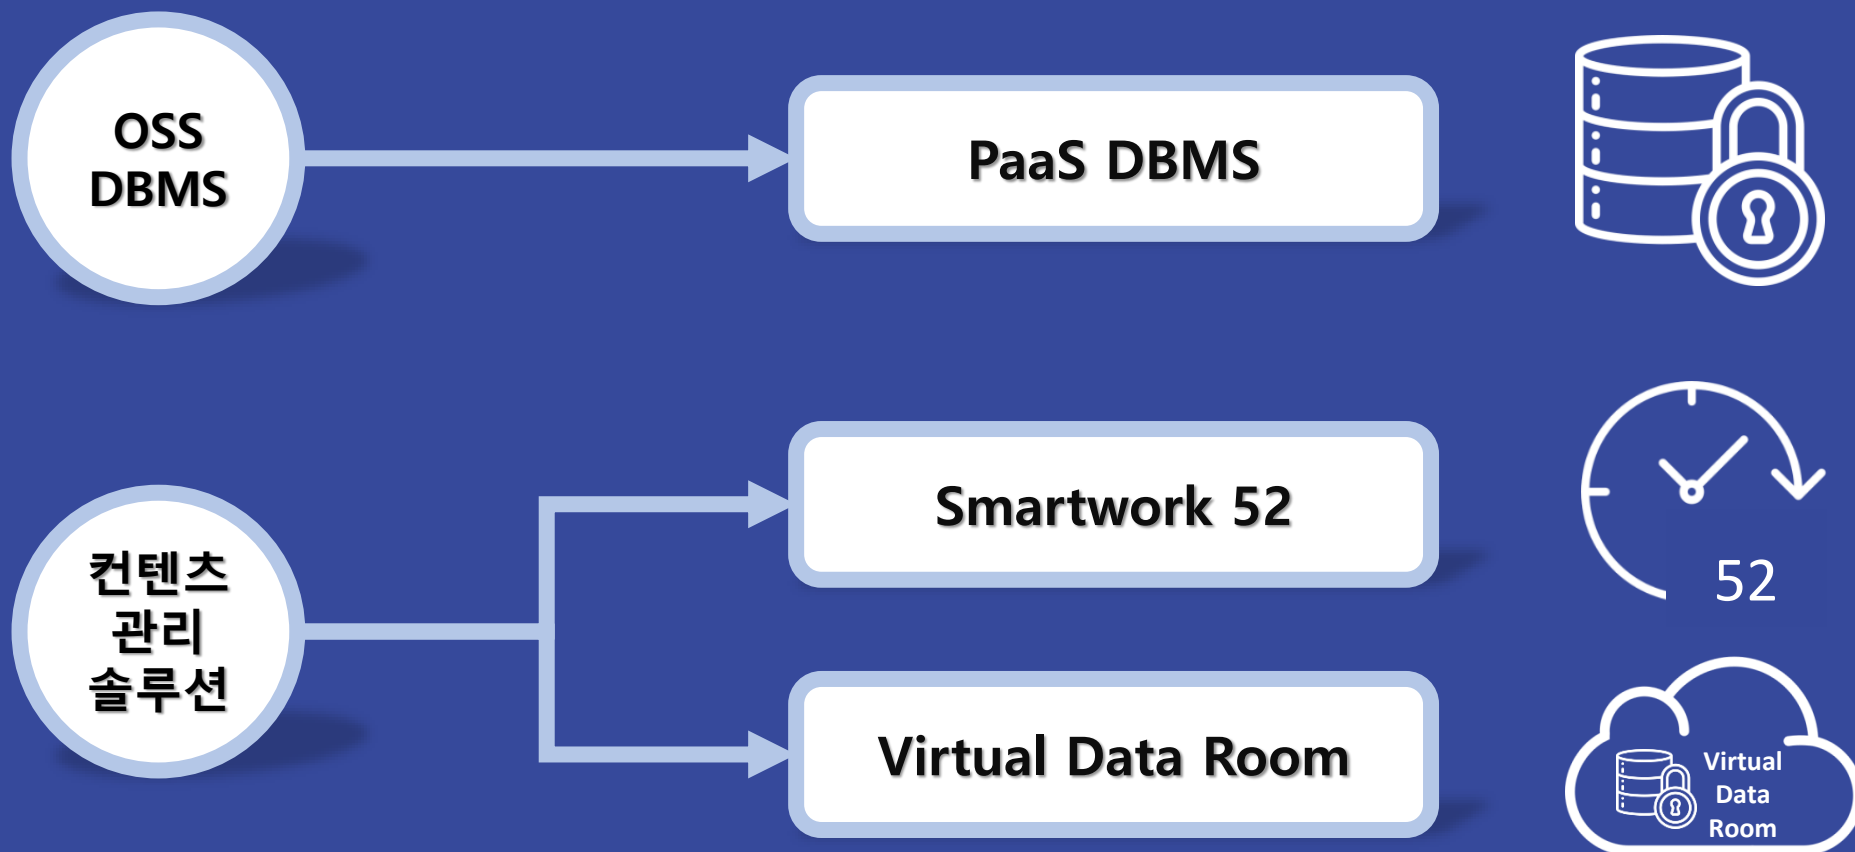 OSS
DBMS
PaaS DBMS
컨텐츠
관리
솔루션
Smartwork 52
52
Virtual Data Room
Virtual
Data
Room